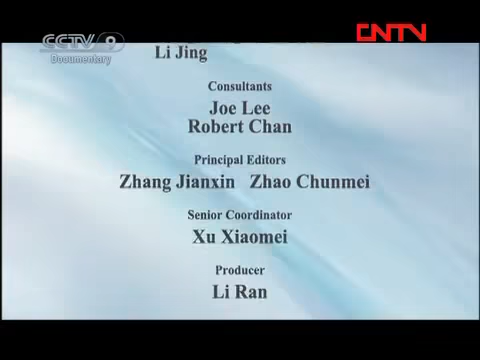 CCTV 9
Documentary
CNTV
Li Jing
Consultants
Joe Lee
Robert Chan
Principal Editors
Zhang Jianxin Zhao Chunmei
Senior Coordinator
Xu Xiaomei
Producer
Li Ran